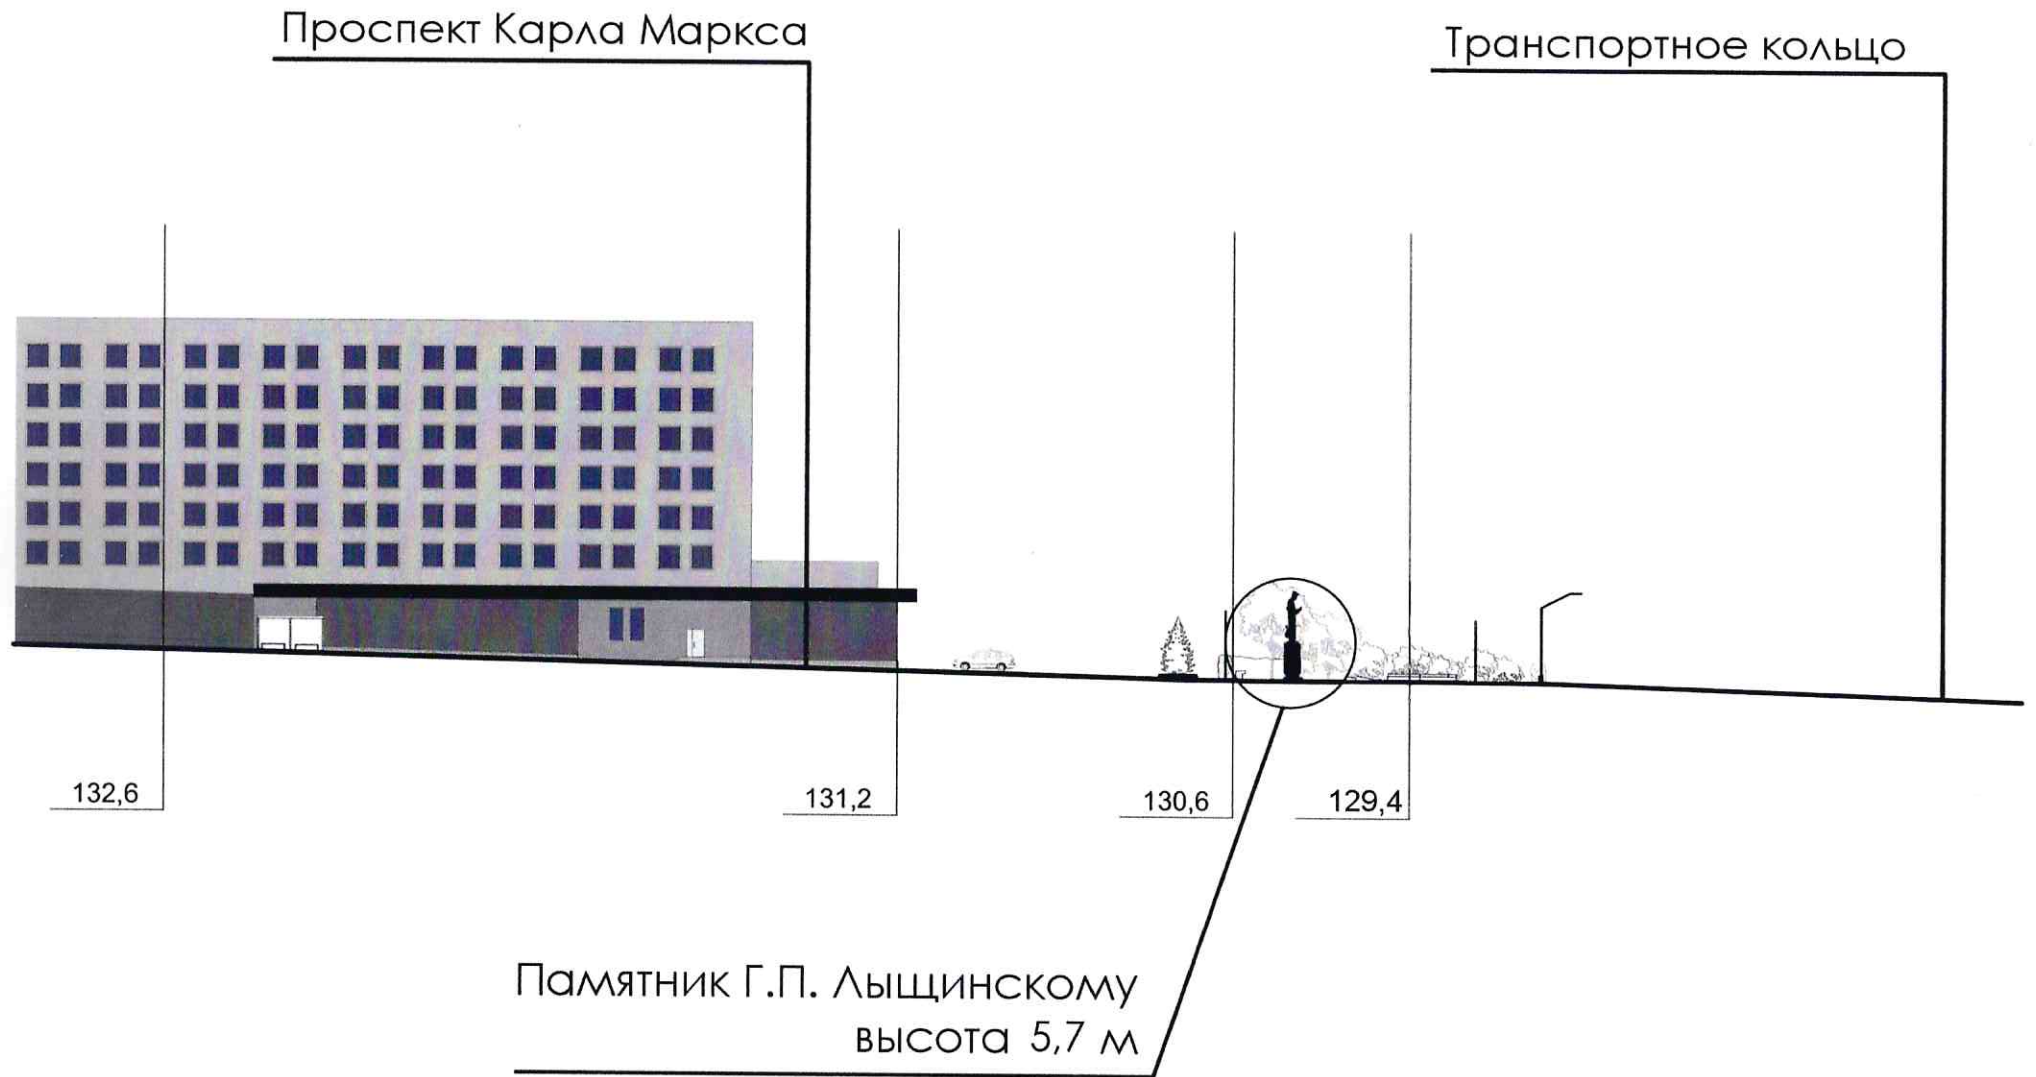 Проспект Карла Маркса
Транспортное кольцо
132,6
131,2
130,6
129,4
Памятник Г.П. Лыщинскому
высота 5,7 м